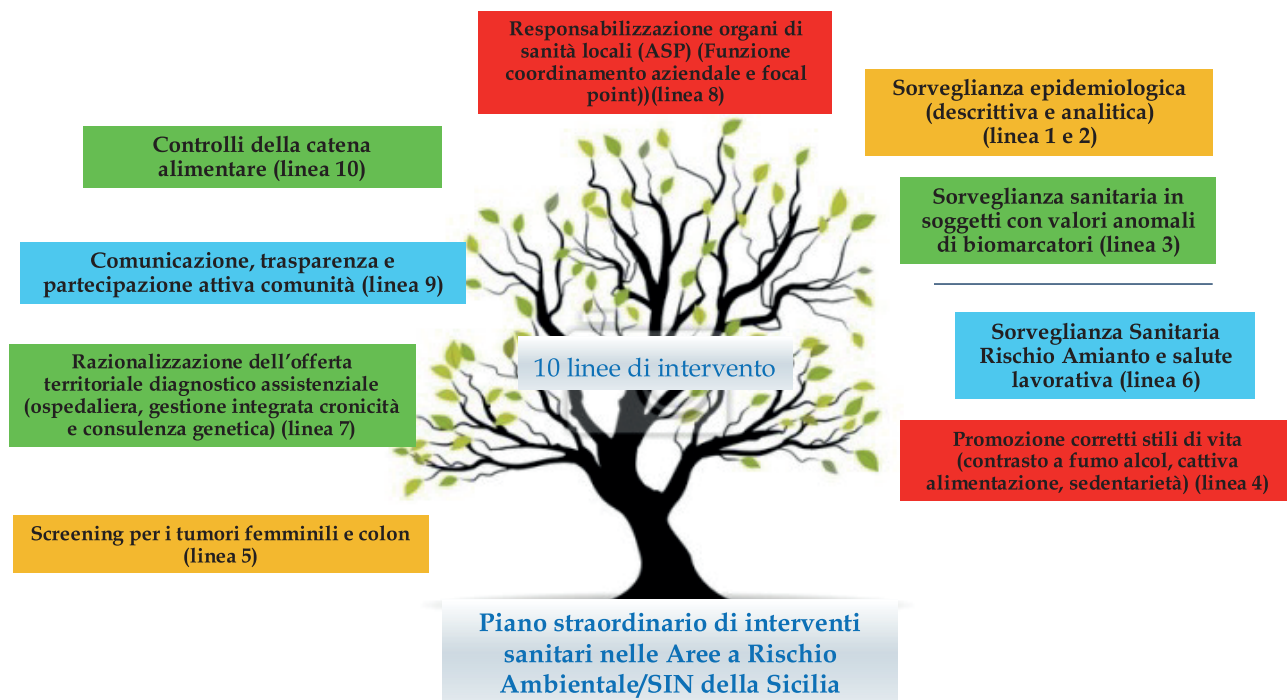 Responsabilizzazione organi di
sanità locali (ASP) (Funzione
coordinamento aziendale e focal
point))(linea 8)
Sorveglianza epidemiologica
(descrittiva e analitica)
(linea 1 e 2)
Controlli della catena
alimentare (linea 10)
Sorveglianza sanitaria in
soggetti con valori anomali
di biomarcatori (linea 3)
Comunicazione, trasparenza e
partecipazione attiva comunità (linea 9)
Sorveglianza Sanitaria
Rischio Amianto e salute
lavorativa (linea 6)
Razionalizzazione dell'offerta
territoriale diagnostico assistenziale
(ospedaliera, gestione integrata cronicità
e consulenza genetica) (linea 7)
10 linee di intervento
Promozione corretti stili di vita
(contrasto a fumo alcol, cattiva
alimentazione, sedentarietà) (linea 4)
Screening per i tumori femminili e colon
(linea 5)
Piano straordinario di interventi
sanitari nelle Aree a Rischio
Ambientale/SIN della Sicilia